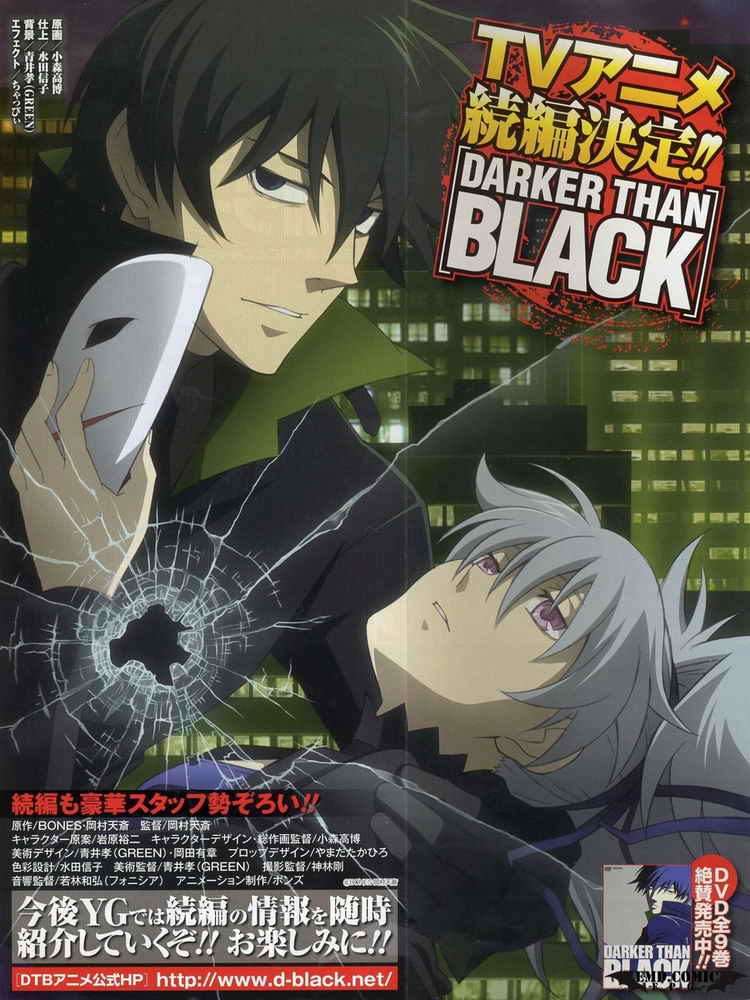 原画／小森高博
仕上／水田信子
背景／青井孝(GREEN)
エフェクト／ちゃっぴぃ
TVアニメ
続編決定!!
DARKER THAN
BLACK
続編も豪華スタッフ勢ぞろい!!
原作／BONES・岡村天斎　監督／岡村天斎
キャラクター原案／岩原裕二　キャラクターデザイン・総作画監督／小森高博
美術デザイン／青井孝(GREEN)・岡田有章　プロップデザイン／やまだたかひろ
色彩設計／水田信子　美術監督／青井孝(GREEN)　撮影監督／神林剛
音響監督／若林和弘(フォニシア)　アニメーション制作／ボンズ
今後YGでは続編の情報を随時
紹介していくぞ!! お楽しみに!!
[DTBアニメ公式HP] http://www.d-black.net/
DVD全9巻
絶賛発売中!!
DARKER THAN
BLACK
EMD.COMIC